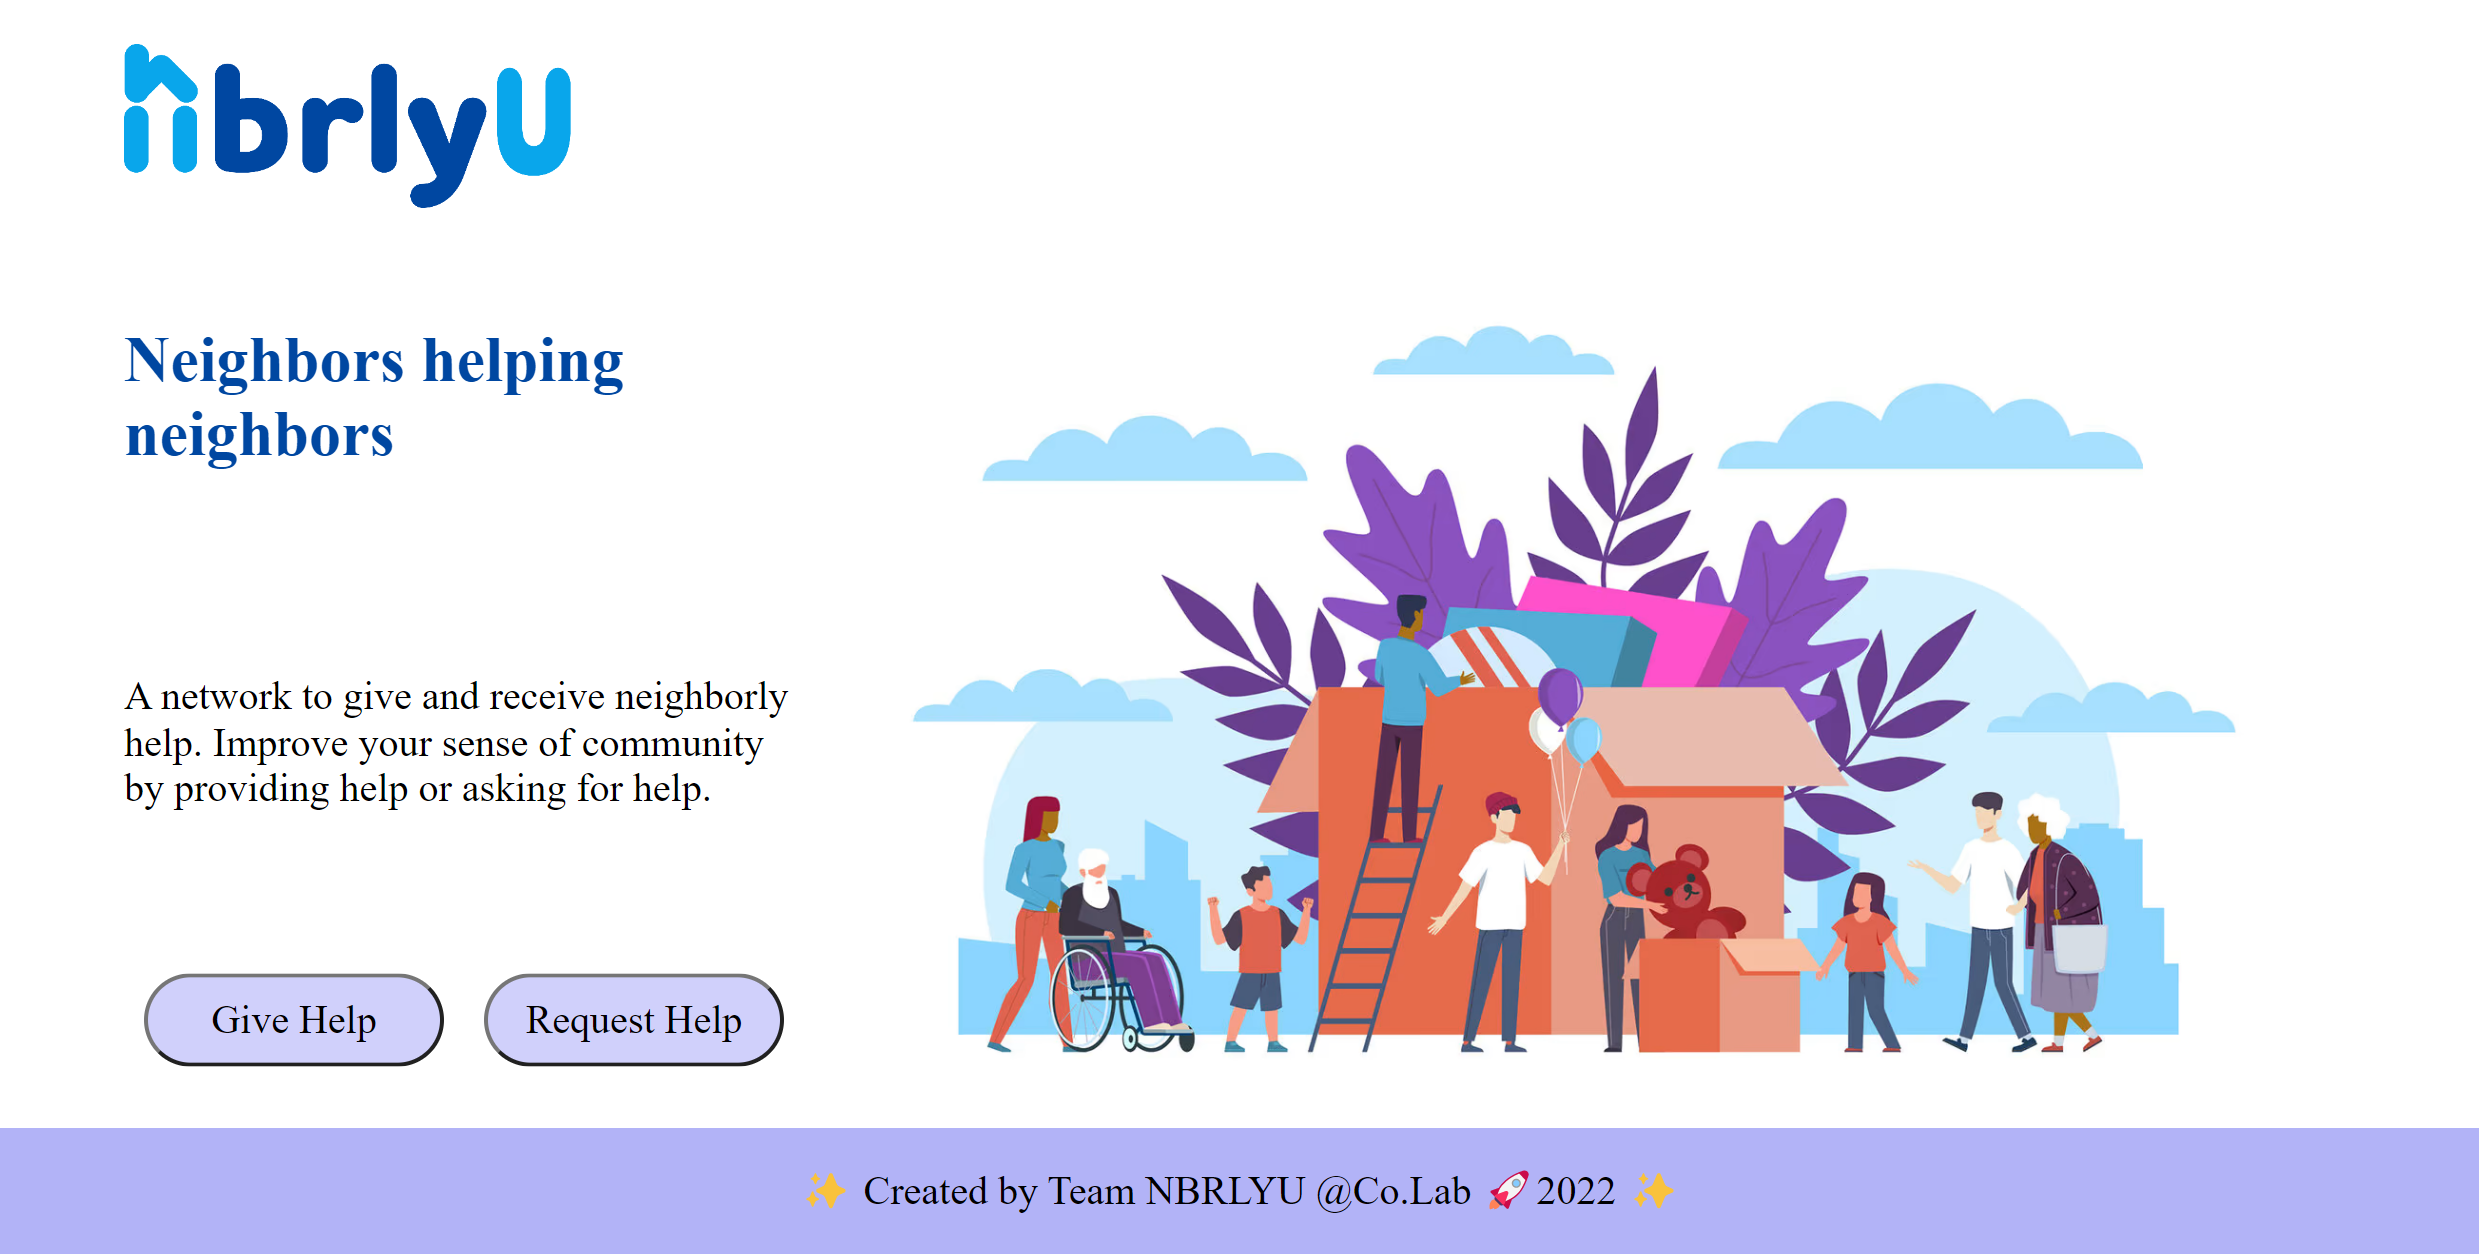 nbrlyU
Neighbors helping
neighbors
A network to give and receive neighborly
help. Improve your sense of community
by providing help or asking for help.
Give Help
Request Help
✨ Created by Team NBRLYU @Co.Lab 🚀 2022 ✨